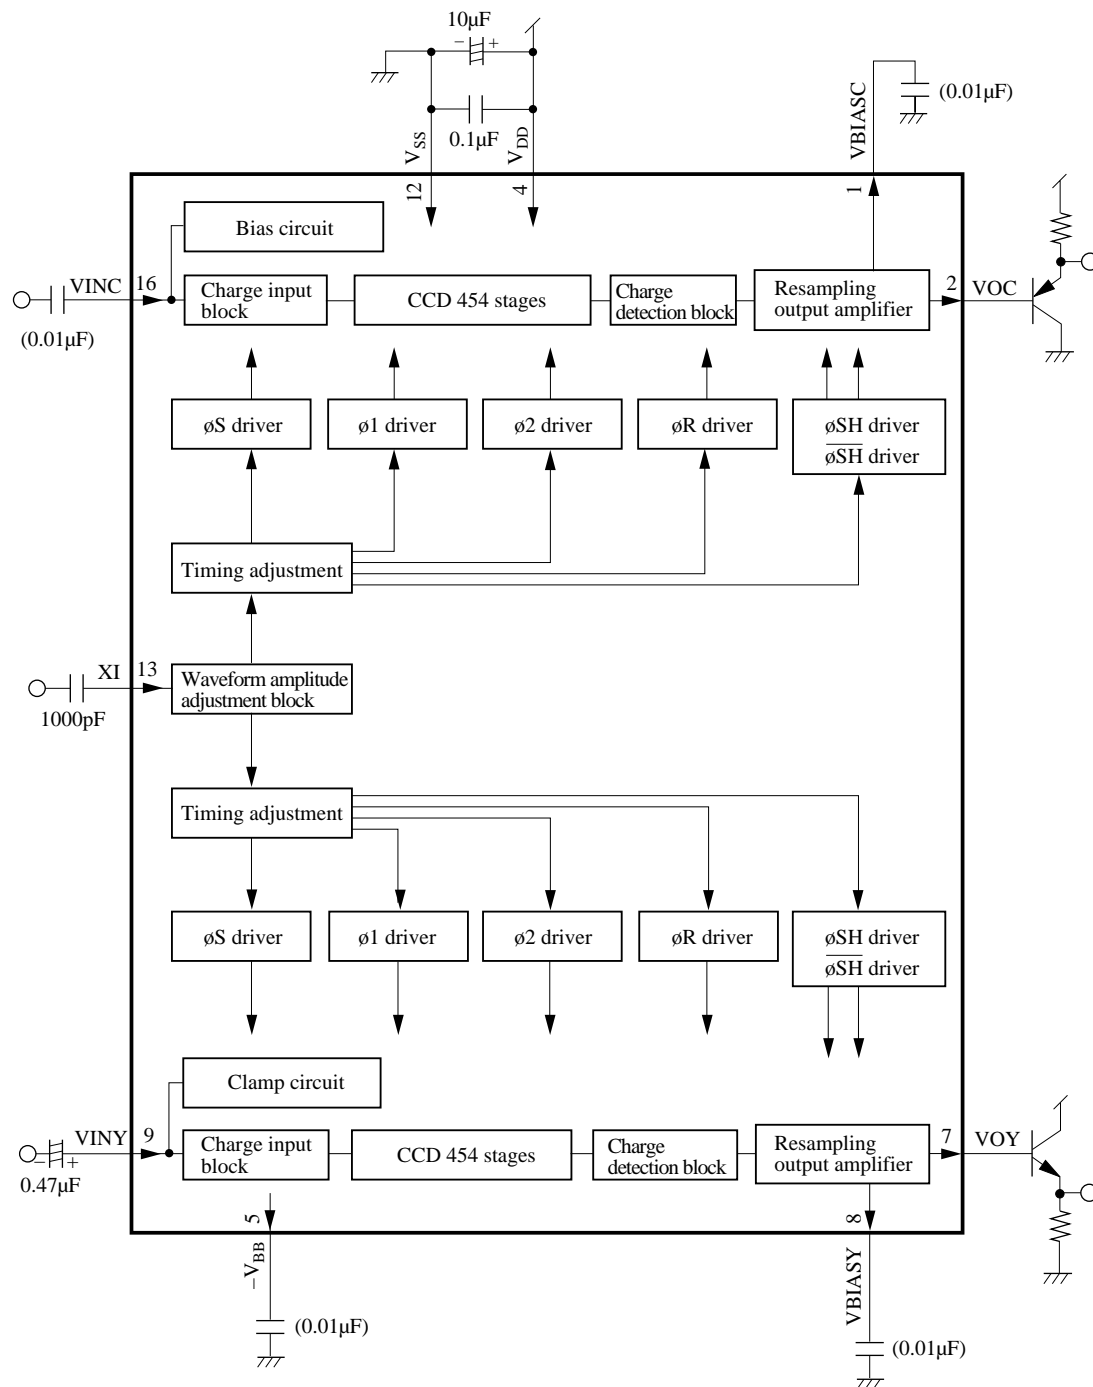 10µF
– +
(0.01µF)
0.1µF
VSS
VDD
VBIASC
12
4
1
Bias circuit
VINC
16
Charge input
block
CCD 454 stages
Charge
detection block
Resampling
output amplifier
2
VOC
(0.01µF)
øS driver
ø1 driver
ø2 driver
øR driver
øSH driver
øSH driver
Timing adjustment
XI
13
Waveform amplitude
adjustment block
1000pF
Timing adjustment
øS driver
ø1 driver
ø2 driver
øR driver
øSH driver
øSH driver
Clamp circuit
VINY
9
– +
0.47µF
Charge input
block
CCD 454 stages
Charge
detection block
Resampling
output amplifier
7
VOY
5
8
–VBB
VBIASY
(0.01µF)
(0.01µF)